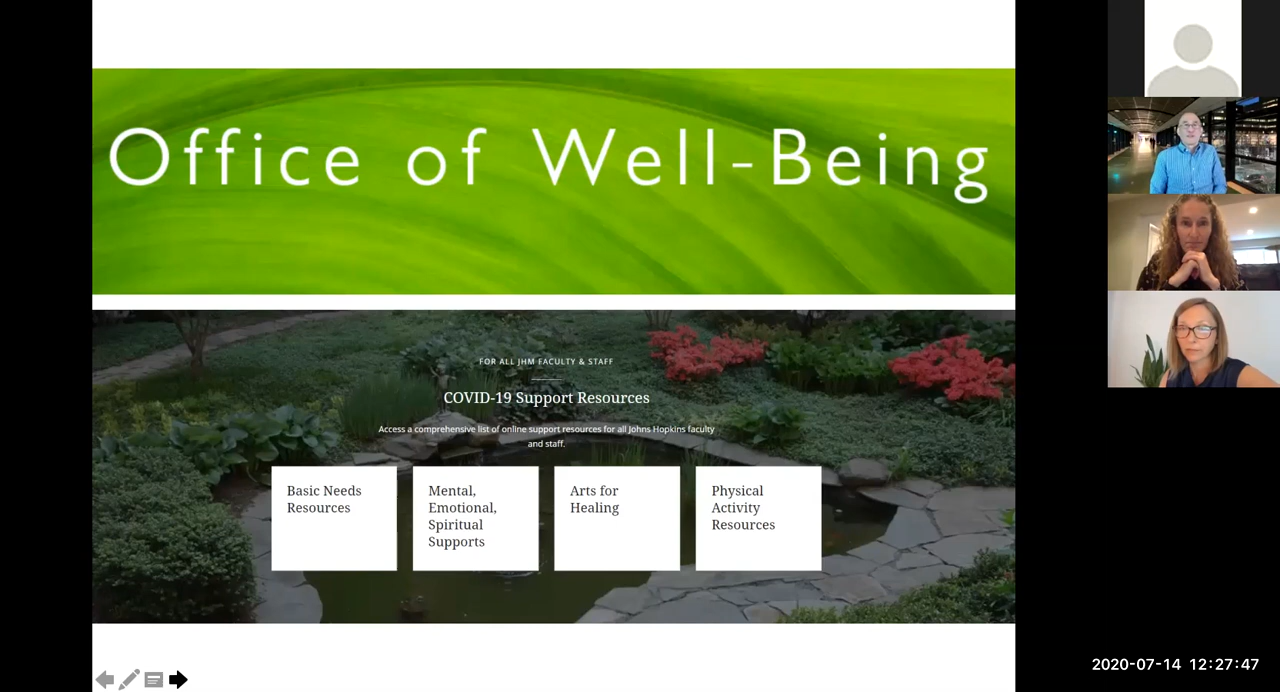 Office of Well-Being
FOR ALL JHM FACULTY & STAFF
COVID-19 Support Resources
Access a comprehensive list of online support resources for all Johns Hopkins faculty
and staff.
Basic Needs
Resources
Mental,
Emotional,
Spiritual
Supports
Arts for
Healing
Physical
Activity
Resources
2020-07-14 12:27:47